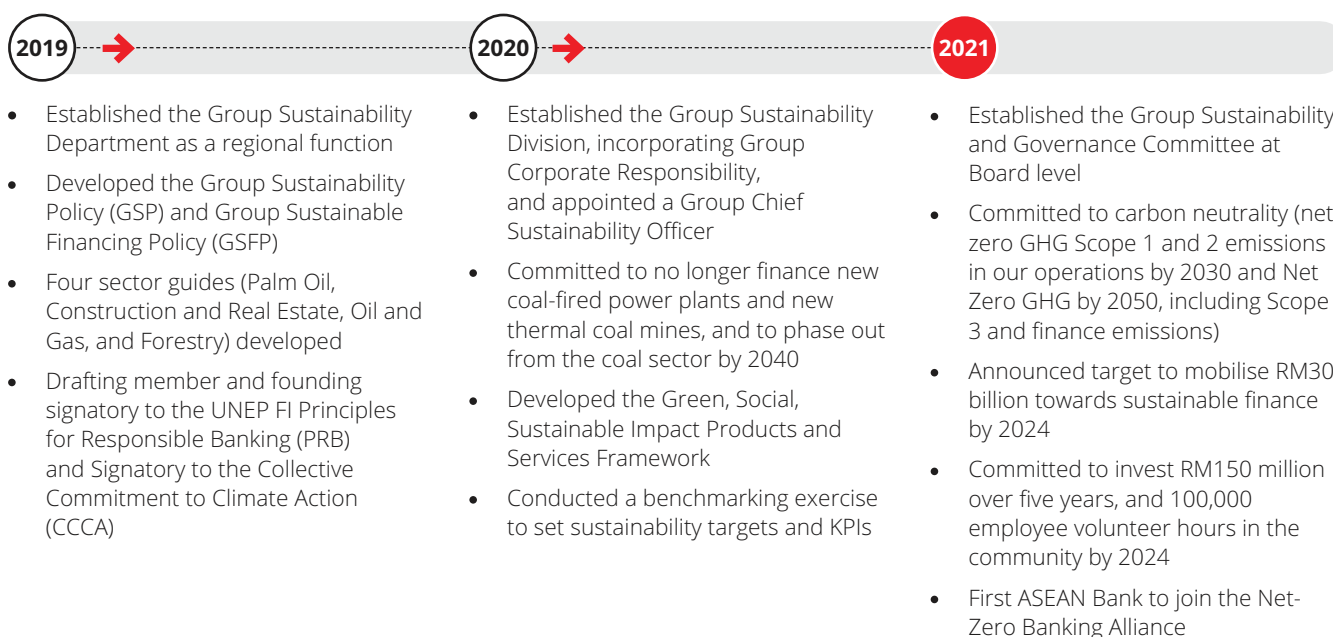 2019
2020
2021
• Established the Group Sustainability
Department as a regional function
• Developed the Group Sustainability
Policy (GSP) and Group Sustainable
Financing Policy (GSFP)
• Four sector guides (Palm Oil,
Construction and Real Estate, Oil and
Gas, and Forestry) developed
• Drafting member and founding
signatory to the UNEP FI Principles
for Responsible Banking (PRB)
and Signatory to the Collective
Commitment to Climate Action
(CCCA)
• Established the Group Sustainability
Division, incorporating Group
Corporate Responsibility,
and appointed a Group Chief
Sustainability Officer
• Committed to no longer finance new
coal-fired power plants and new
thermal coal mines, and to phase out
from the coal sector by 2040
• Developed the Green, Social,
Sustainable Impact Products and
Services Framework
• Conducted a benchmarking exercise
to set sustainability targets and KPIs
• Established the Group Sustainability
and Governance Committee at
Board level
• Committed to carbon neutrality (net
zero GHG Scope 1 and 2 emissions
in our operations by 2030 and Net
Zero GHG by 2050, including Scope
3 and finance emissions)
• Announced target to mobilise RM30
billion towards sustainable finance
by 2024
• Committed to invest RM150 million
over five years, and 100,000
employee volunteer hours in the
community by 2024
• First ASEAN Bank to join the Net-
Zero Banking Alliance